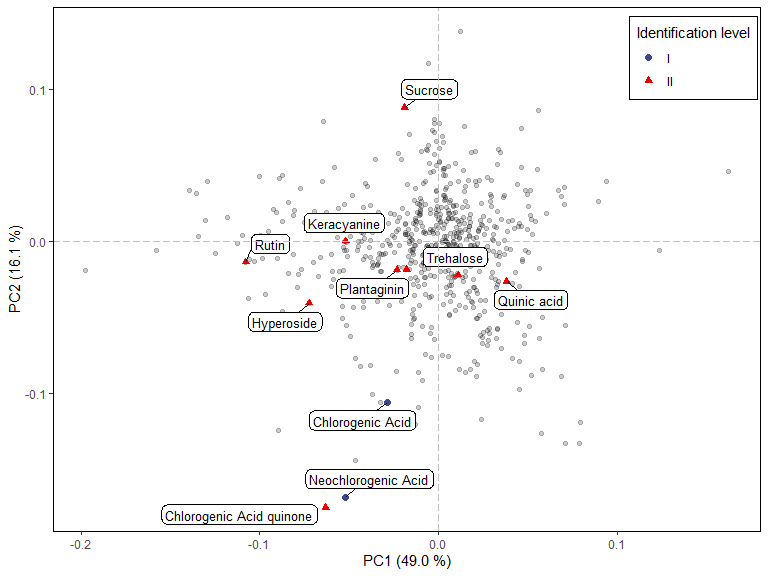 Identification level
I
II
Sucrose
0.1
Keracyanine
Rutin
0.0
Trehalose
Plantaginin
Quinic acid
Hyperoside
-0.1
Chlorogenic Acid
Neochlorogenic Acid
Chlorogenic Acid quinone
PC2 (16.1 %)
-0.2
-0.1
0.0
0.1
PC1 (49.0 %)